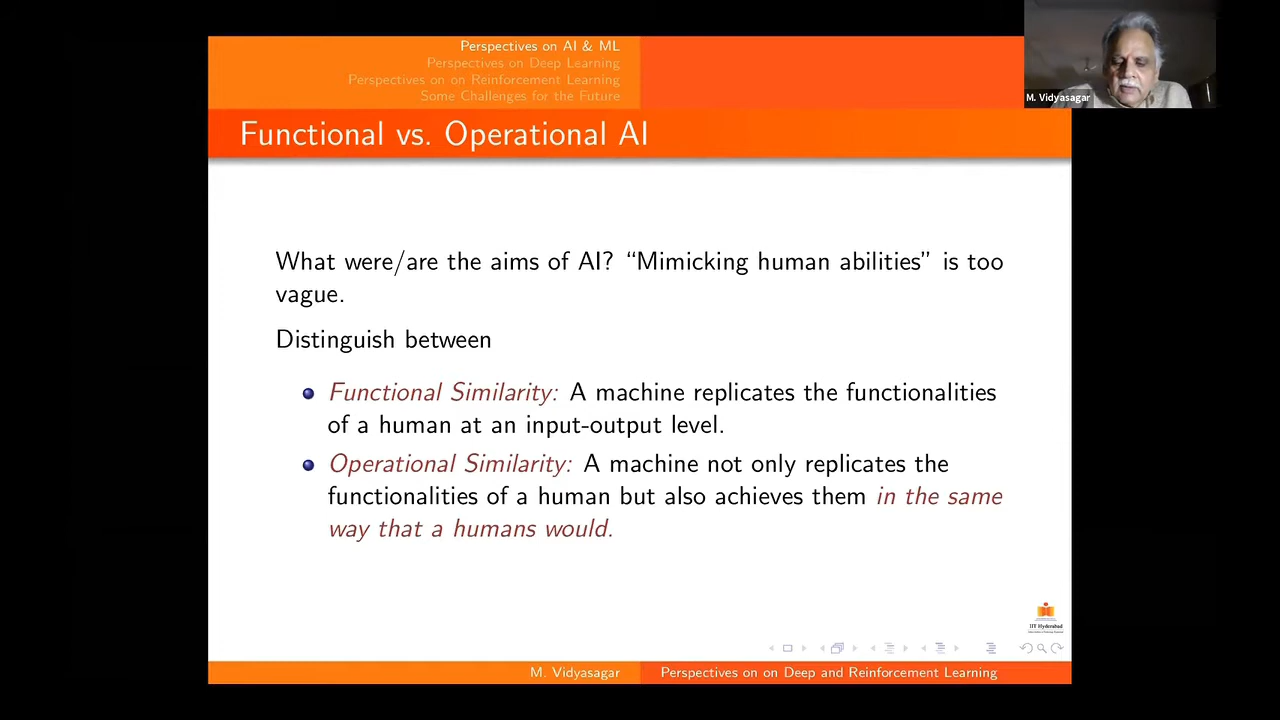 Perspectives on AI & ML
Perspectives on Deep Learning
Perspectives on on Reinforcement Learning
Some Challenges for the Future
M. Vidyasagar
Functional vs. Operational AI
What were/are the aims of AI? “Mimicking human abilities” is too
vague.
Distinguish between
Functional Similarity: A machine replicates the functionalities
of a human at an input-output level.
Operational Similarity: A machine not only replicates the
functionalities of a human but also achieves them in the same
way that a humans would.
IIT Hyderabad
M. Vidyasagar
Perspectives on on Deep and Reinforcement Learning